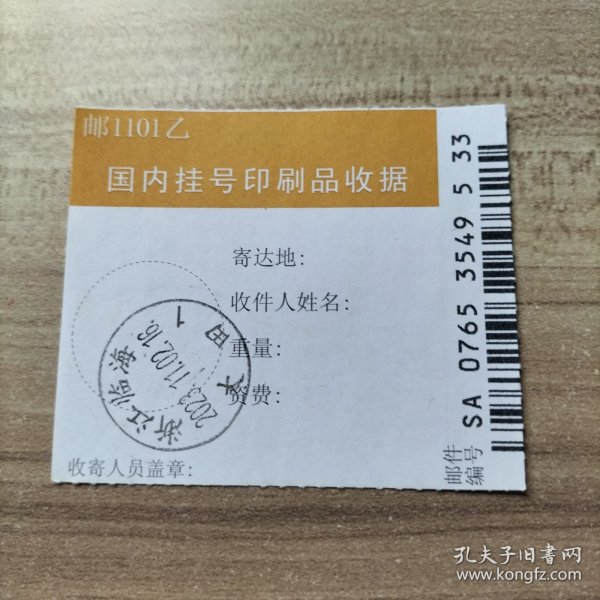 邮1101乙
国内挂号印刷品收据
寄达地：
收件人姓名：
重量：
资费：
收寄人员盖章：
浙江临海
2023.11.02.16
大田 1
邮件
编号
SA 0765 3549 5 33
孔夫子旧书网
www.kongfz.com